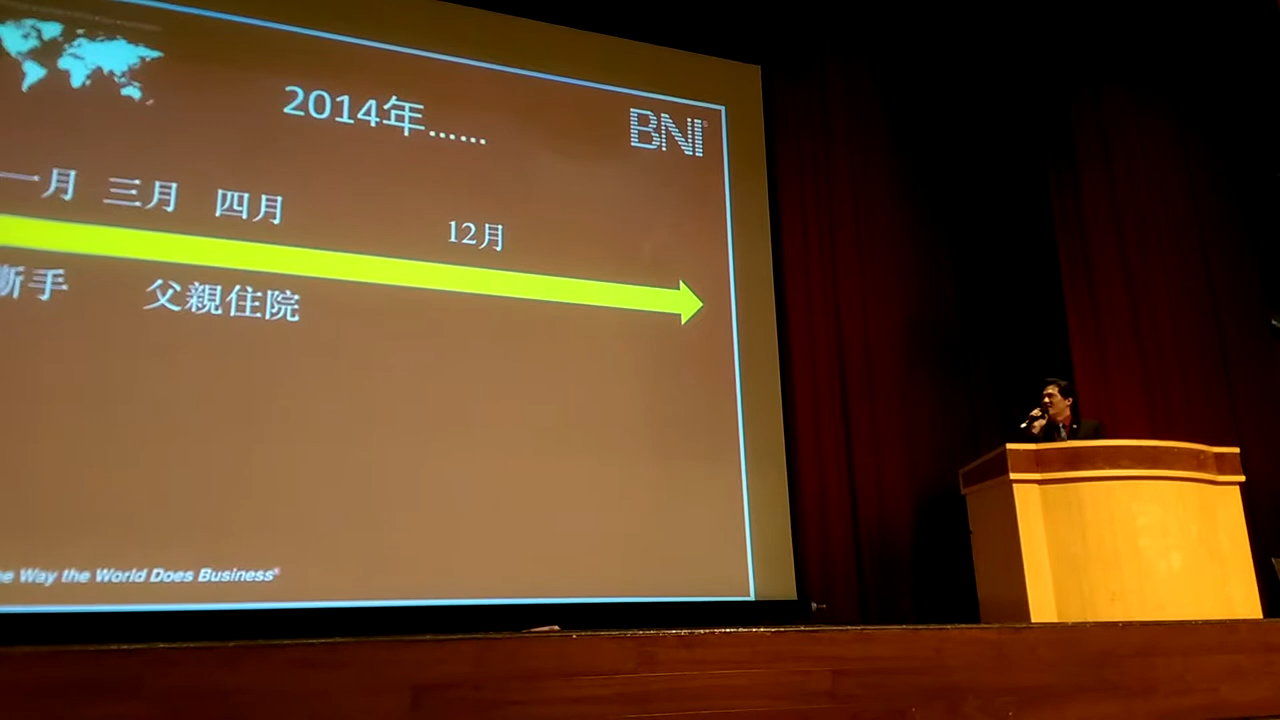 2014年......
BNI
一月 三月 四月 12月
斷手 父親住院
Way the World Does Business